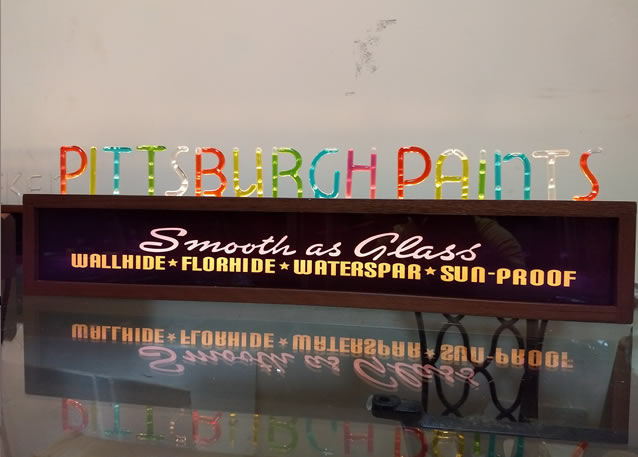 PITTSBURGH PAINTS
Smooth as Glass
WALLHIDE★FLORHIDE★WATERSPAR★SUN-PROOF